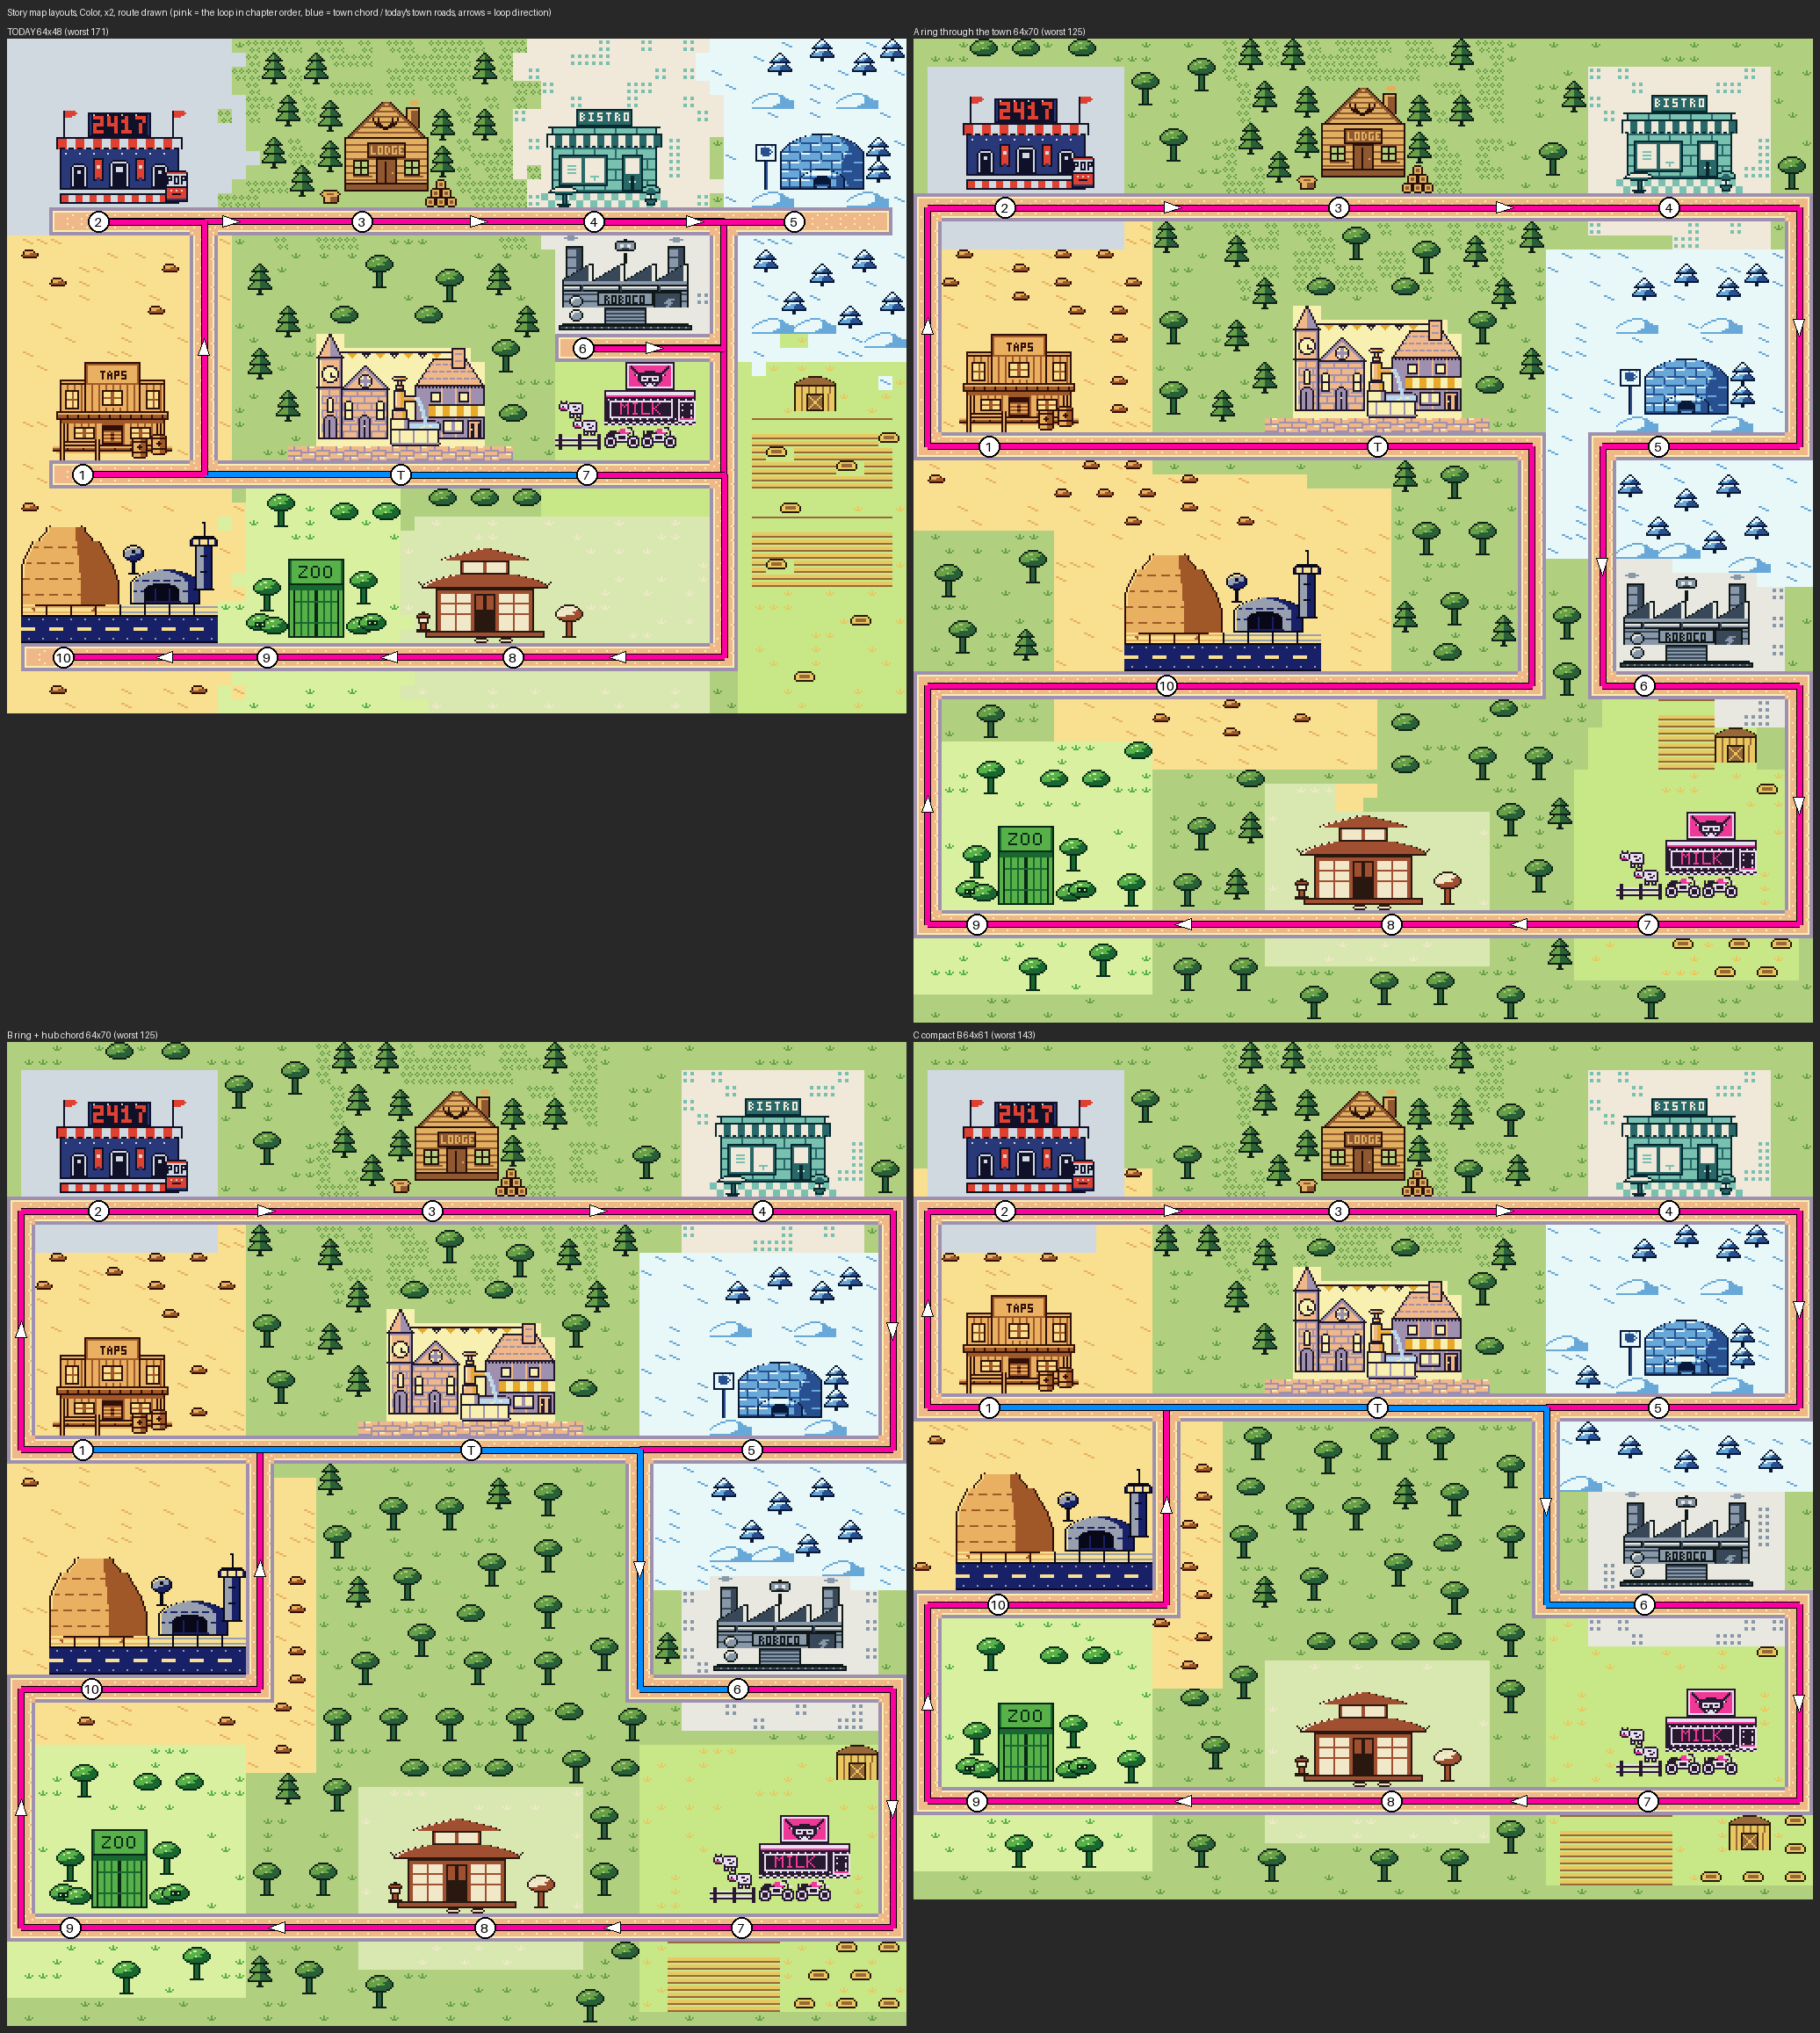 Story map layouts, Color, x2, route drawn (pink = the loop in chapter order, blue = town chord / today's town roads, arrows = loop direction)
TODAY 64x48 (worst 171)
2417
POP
LODGE
BISTRO
2
3
4
5
ROBOCO
6
TAPS
MILK
1
T
7
ZOO
10
9
8
A ring through the town 64x70 (worst 125)
2417
POP
LODGE
BISTRO
2
3
4
TAPS
1
T
5
ROBOCO
10
6
ZOO
MILK
9
8
7
B ring + hub chord 64x70 (worst 125)
2417
POP
LODGE
BISTRO
2
3
4
TAPS
1
T
5
ROBOCO
10
6
ZOO
MILK
9
8
7
C compact B 64x61 (worst 143)
2417
POP
LODGE
BISTRO
2
3
4
TAPS
1
T
5
ROBOCO
10
6
ZOO
MILK
9
8
7